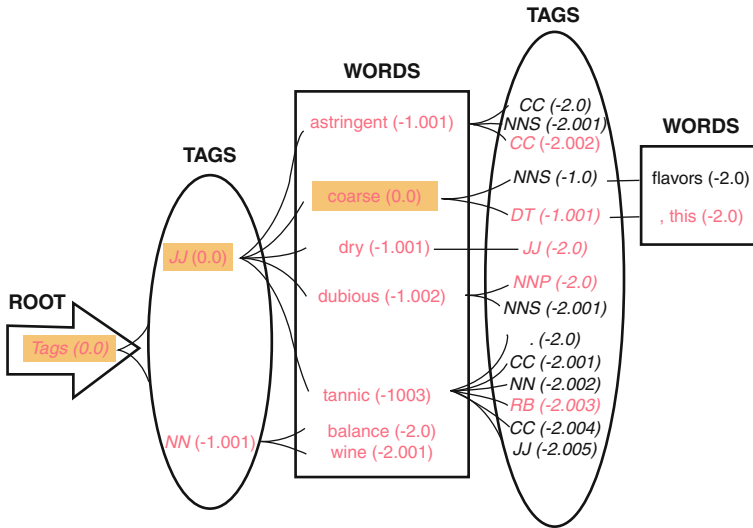 TAGS
WORDS
CC (-2.0)
astringent (-1.001)
NNS (-2.001)
WORDS
CC (-2.002)
TAGS
coarse (0.0)
NNS (-1.0)
flavors (-2.0)
DT (-1.001)
, this (-2.0)
JJ (0.0)
dry (-1.001)
JJ (-2.0)
NNP (-2.0)
dubious (-1.002)
ROOT
NNS (-2.001)
Tags (0.0)
. (-2.0)
CC (-2.001)
NN (-2.002)
tannic (-1003)
RB (-2.003)
balance (-2.0)
CC (-2.004)
NN (-1.001)
wine (-2.001)
JJ (-2.005)